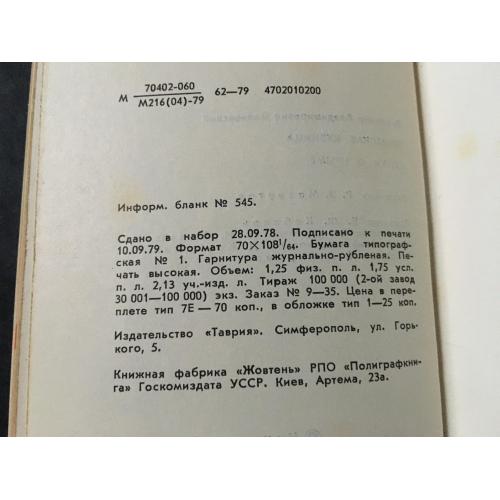 М 70402-060 62—79 4702010200
М216(04)-79
Информ. бланк № 545.
Сдано в набор 28.09.78. Подписано к печати
10.09.79. Формат 70×108¹/₆₄. Бумага типограф-
ская № 1. Гарнитура журнально-рубленая. Пе-
чать высокая. Объем: 1,25 физ. п. л. 1,75 усл.
п. л. 2,13 уч.-изд. л. Тираж 100 000 (2-ой завод
30 001—100 000) экз. Заказ № 9—35. Цена в пере-
плете тип 7Е — 70 коп., в обложке тип 1—25 коп.
Издательство «Таврия». Симферополь, ул. Горь-
кого, 5.
Книжная фабрика «Жовтень» РПО «Полиграфкни-
га» Госкомиздата УССР. Киев, Артема, 23а.